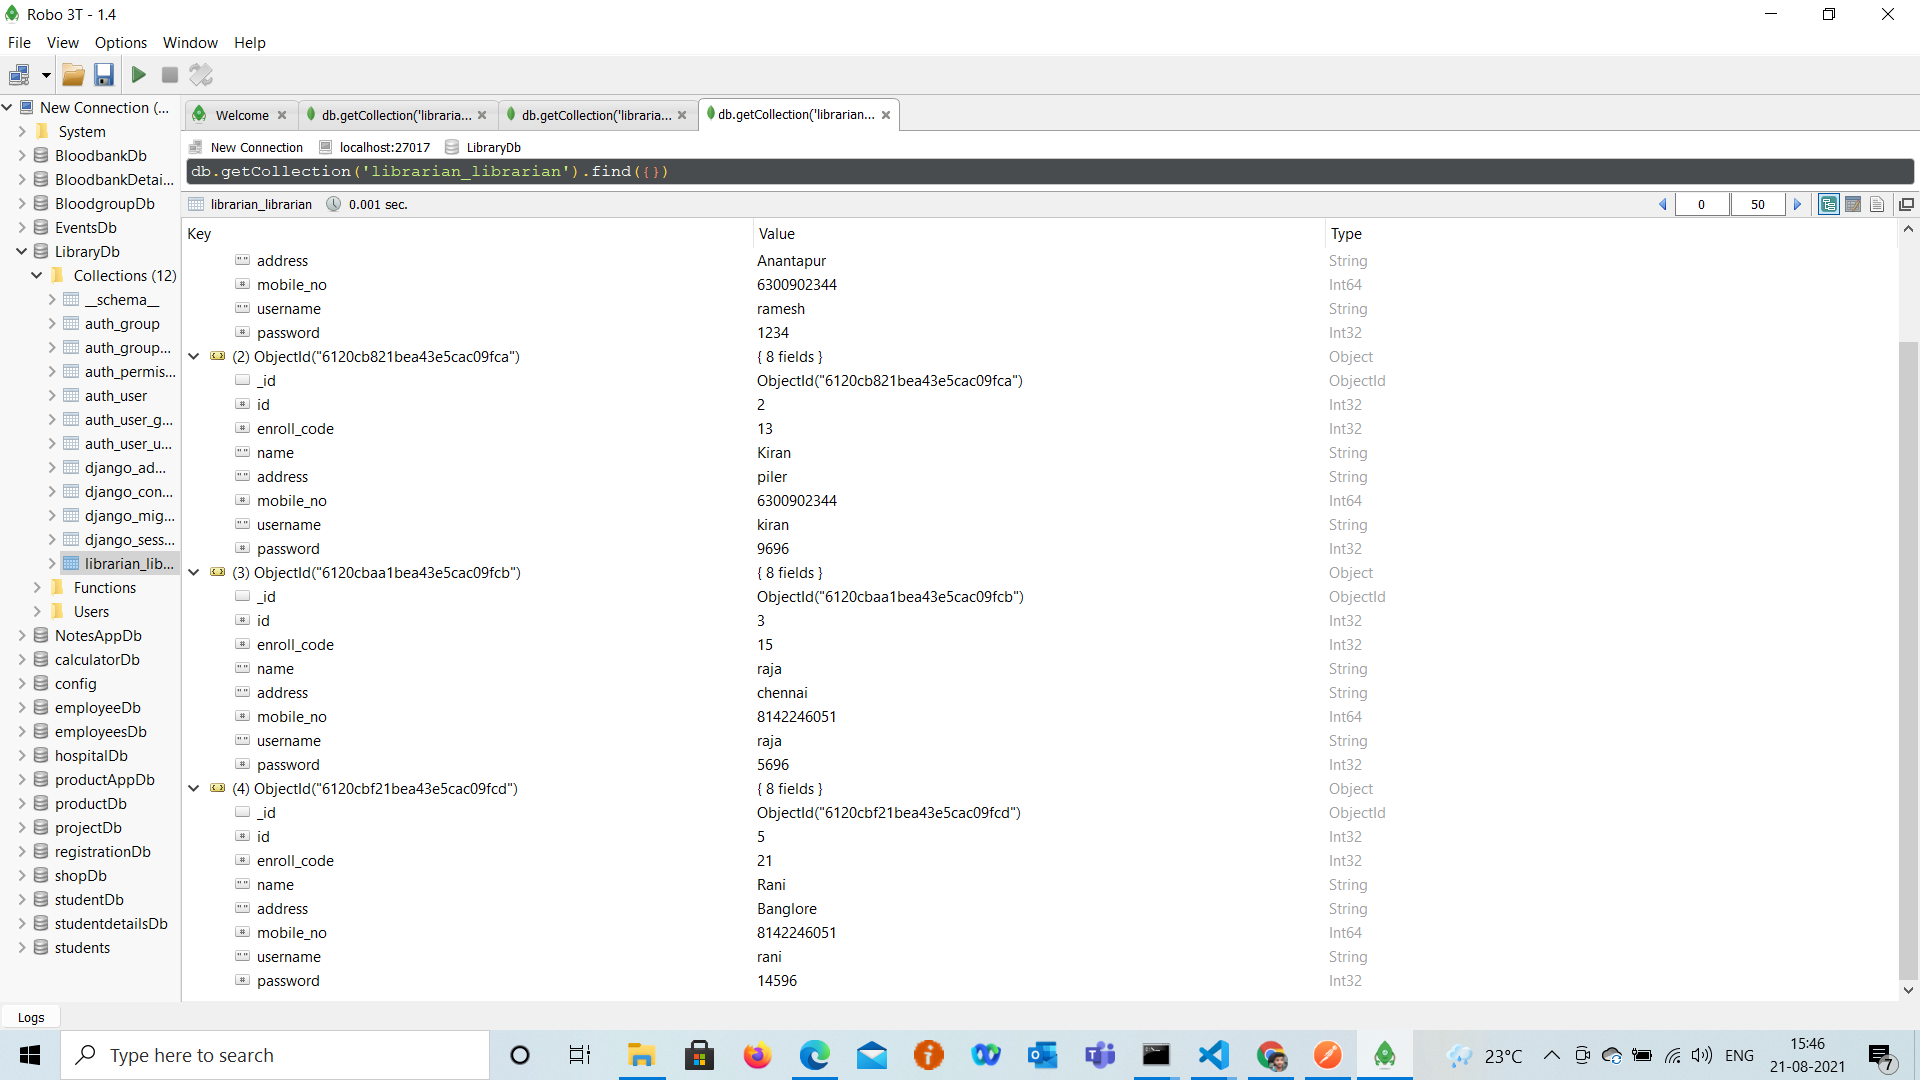 Robo 3T - 1.4
File View Options Window Help
New Connection (...
System
BloodbankDb
BloodbankDetai...
BloodgroupDb
EventsDb
LibraryDb
Collections (12)
__schema__
auth_group
auth_group...
auth_permis...
auth_user
auth_user_g...
auth_user_u...
django_ad...
django_con...
django_mig...
django_sess...
librarian_lib...
Functions
Users
NotesAppDb
calculatorDb
config
employeeDb
employeesDb
hospitalDb
productAppDb
productDb
projectDb
registrationDb
shopDb
studentDb
studentdetailsDb
students
Welcome db.getCollection('libraria... db.getCollection('libraria... db.getCollection('librarian...
New Connection localhost:27017 LibraryDb
db.getCollection('librarian_librarian').find({})
librarian_librarian 0.001 sec. 0 50
Key Value Type
address Anantapur String
mobile_no 6300902344 Int64
username ramesh String
password 1234 Int32
(2) ObjectId("6120cb821bea43e5cac09fca") { 8 fields } Object
_id ObjectId("6120cb821bea43e5cac09fca") ObjectId
id 2 Int32
enroll_code 13 Int32
name Kiran String
address piler String
mobile_no 6300902344 Int64
username kiran String
password 9696 Int32
(3) ObjectId("6120cbaa1bea43e5cac09fcb") { 8 fields } Object
_id ObjectId("6120cbaa1bea43e5cac09fcb") ObjectId
id 3 Int32
enroll_code 15 Int32
name raja String
address chennai String
mobile_no 8142246051 Int64
username raja String
password 5696 Int32
(4) ObjectId("6120cbf21bea43e5cac09fcd") { 8 fields } Object
_id ObjectId("6120cbf21bea43e5cac09fcd") ObjectId
id 5 Int32
enroll_code 21 Int32
name Rani String
address Banglore String
mobile_no 8142246051 Int64
username rani String
password 14596 Int32
Logs
Type here to search
23°C ENG
15:46
21-08-2021
7